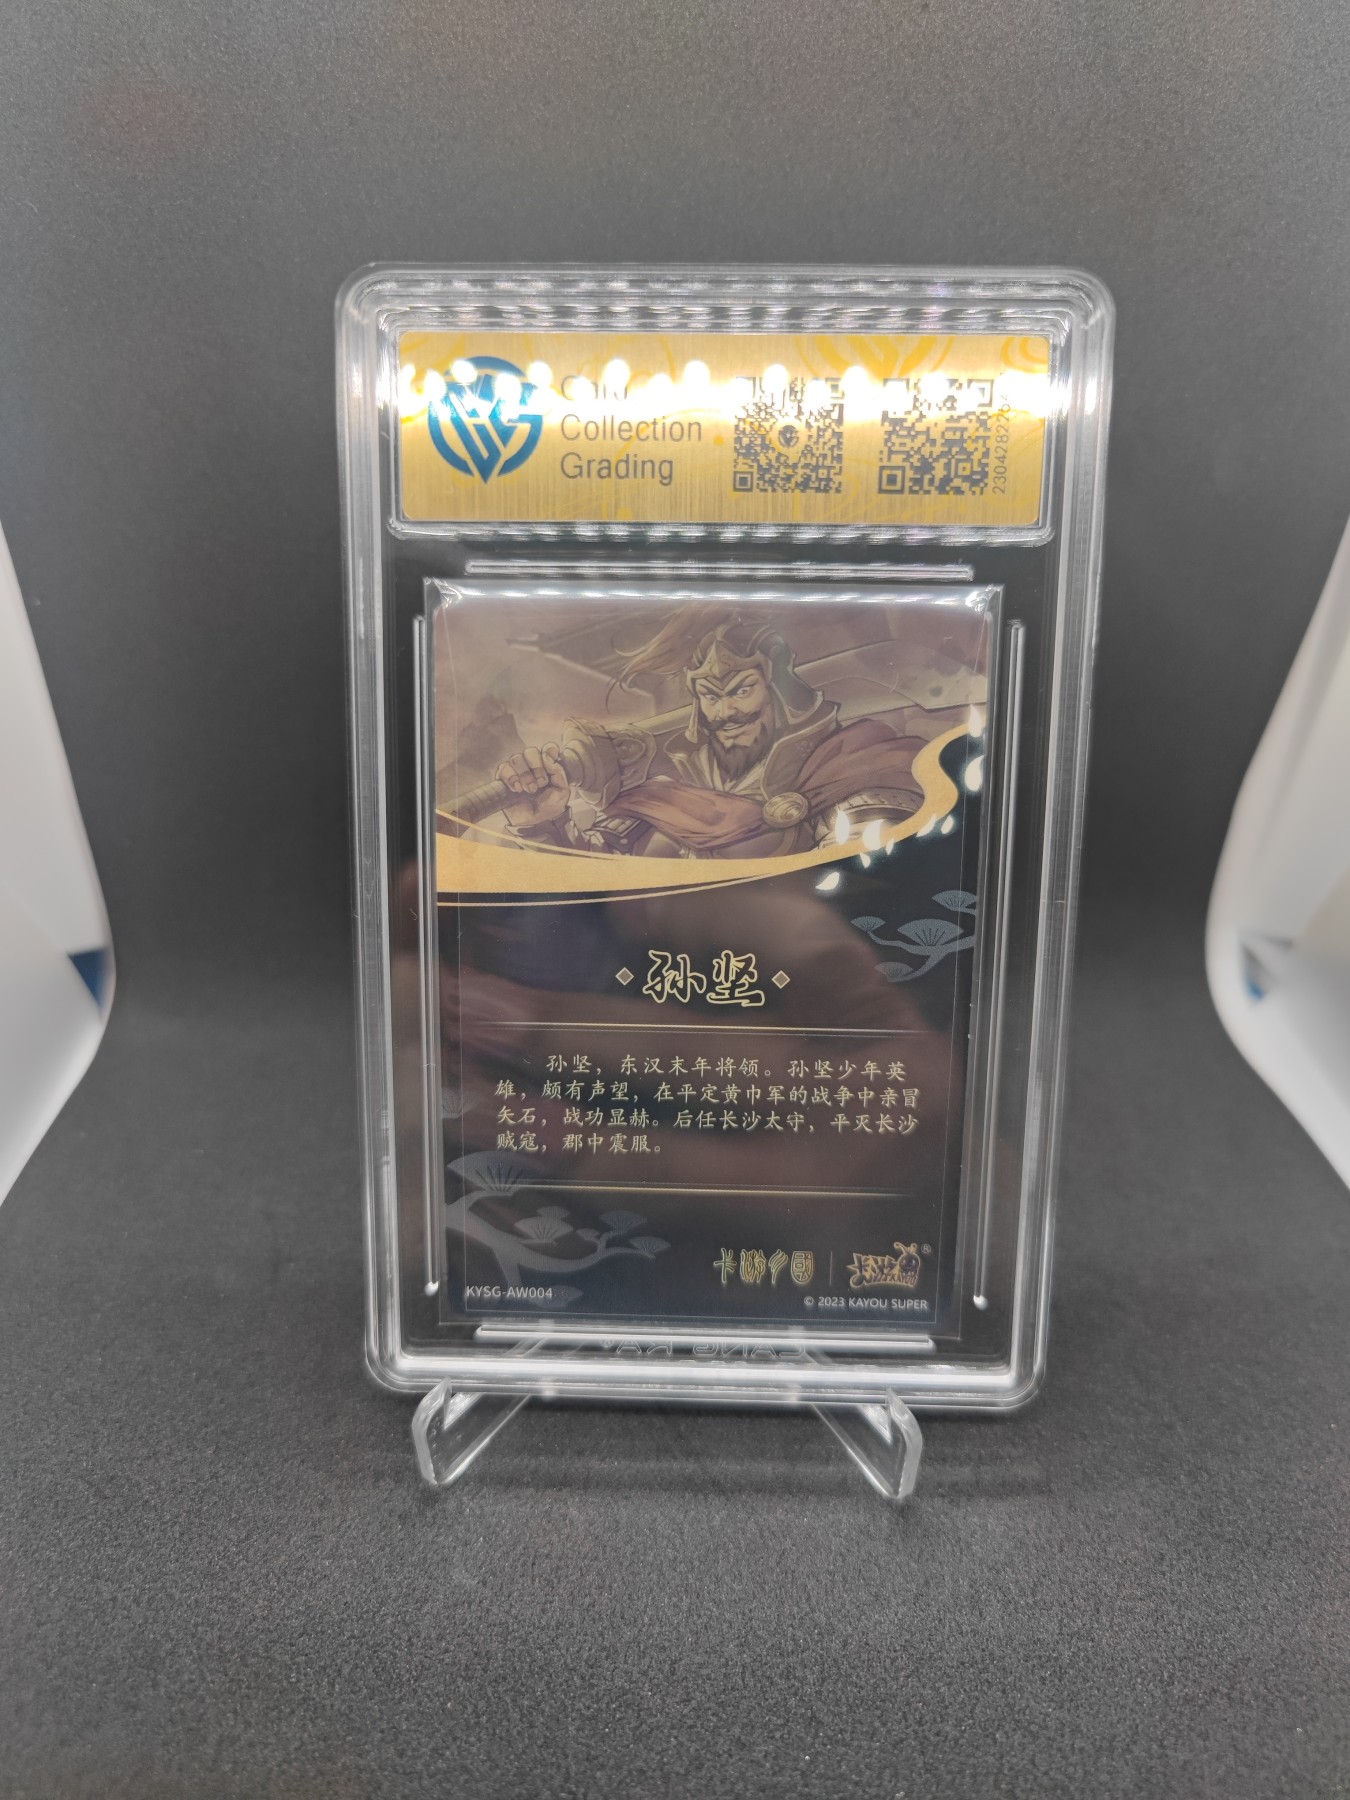 Collection
Grading
孙坚
孙坚，东汉末年将领。孙坚少年英
雄，颇有声望，在平定黄巾军的战争中亲冒
矢石，战功显赫。后任长沙太守，平灭长沙
贼寇，郡中震服。
卡游
KYSG-AW004
© 2023 KAYOU SUPER